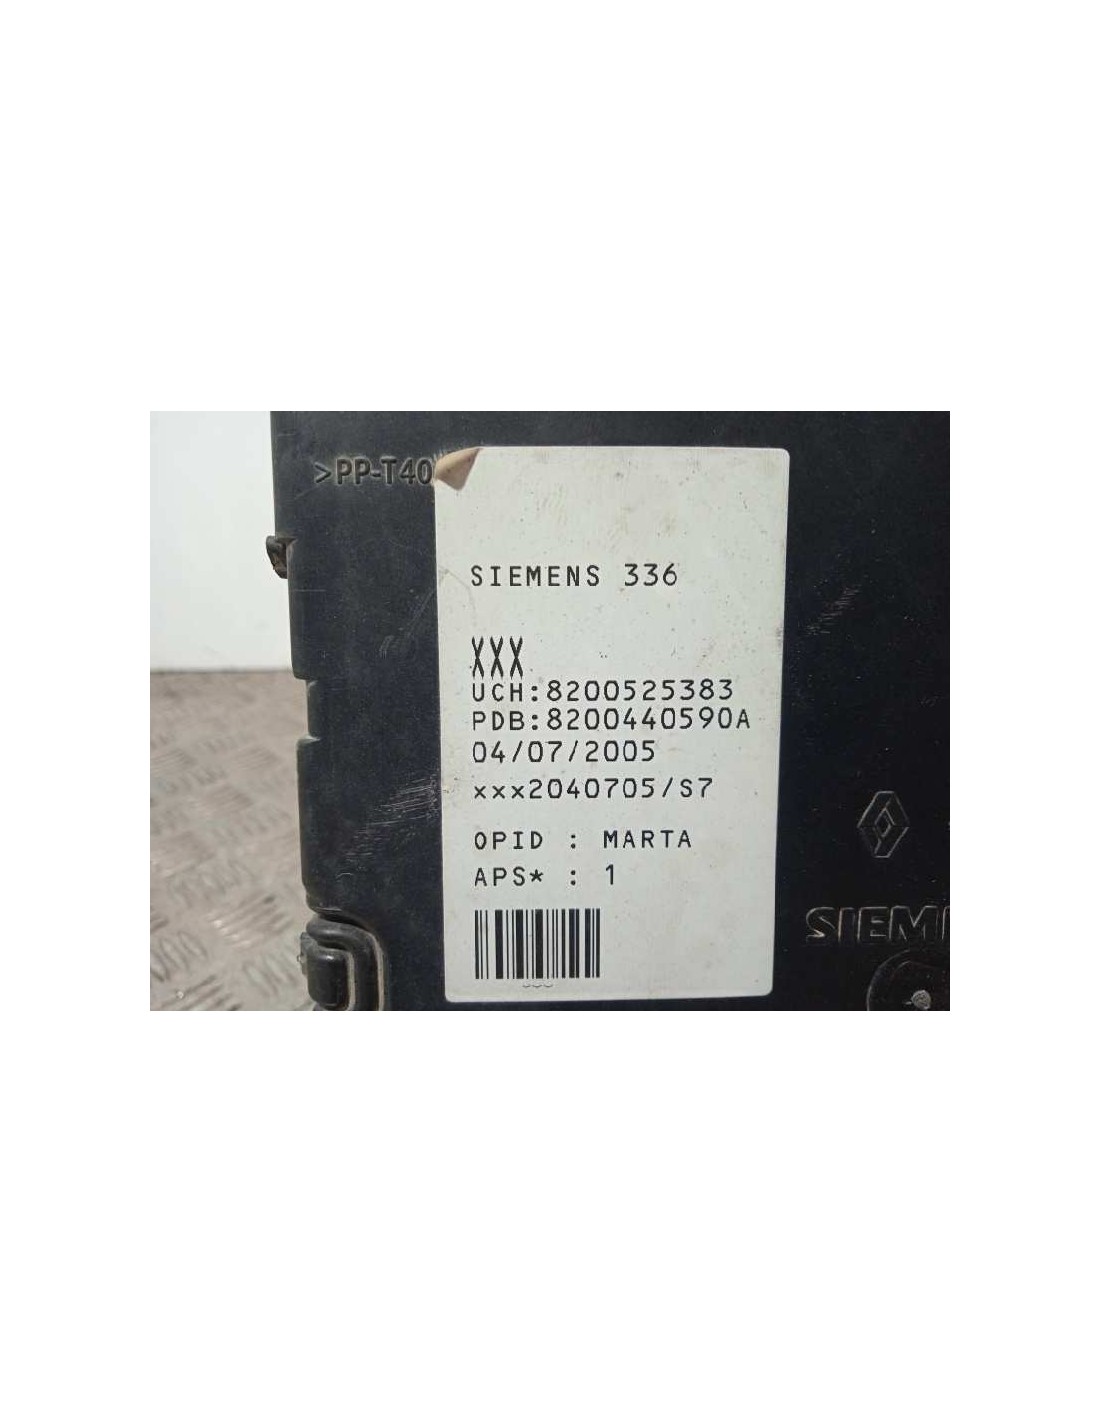 >PP-T40
SIEMENS 336
XXX
UCH:8200525383
PDB:8200440590A
04/07/2005
xxx2040705/S7
OPID : MARTA
APS* : 1
SIEM